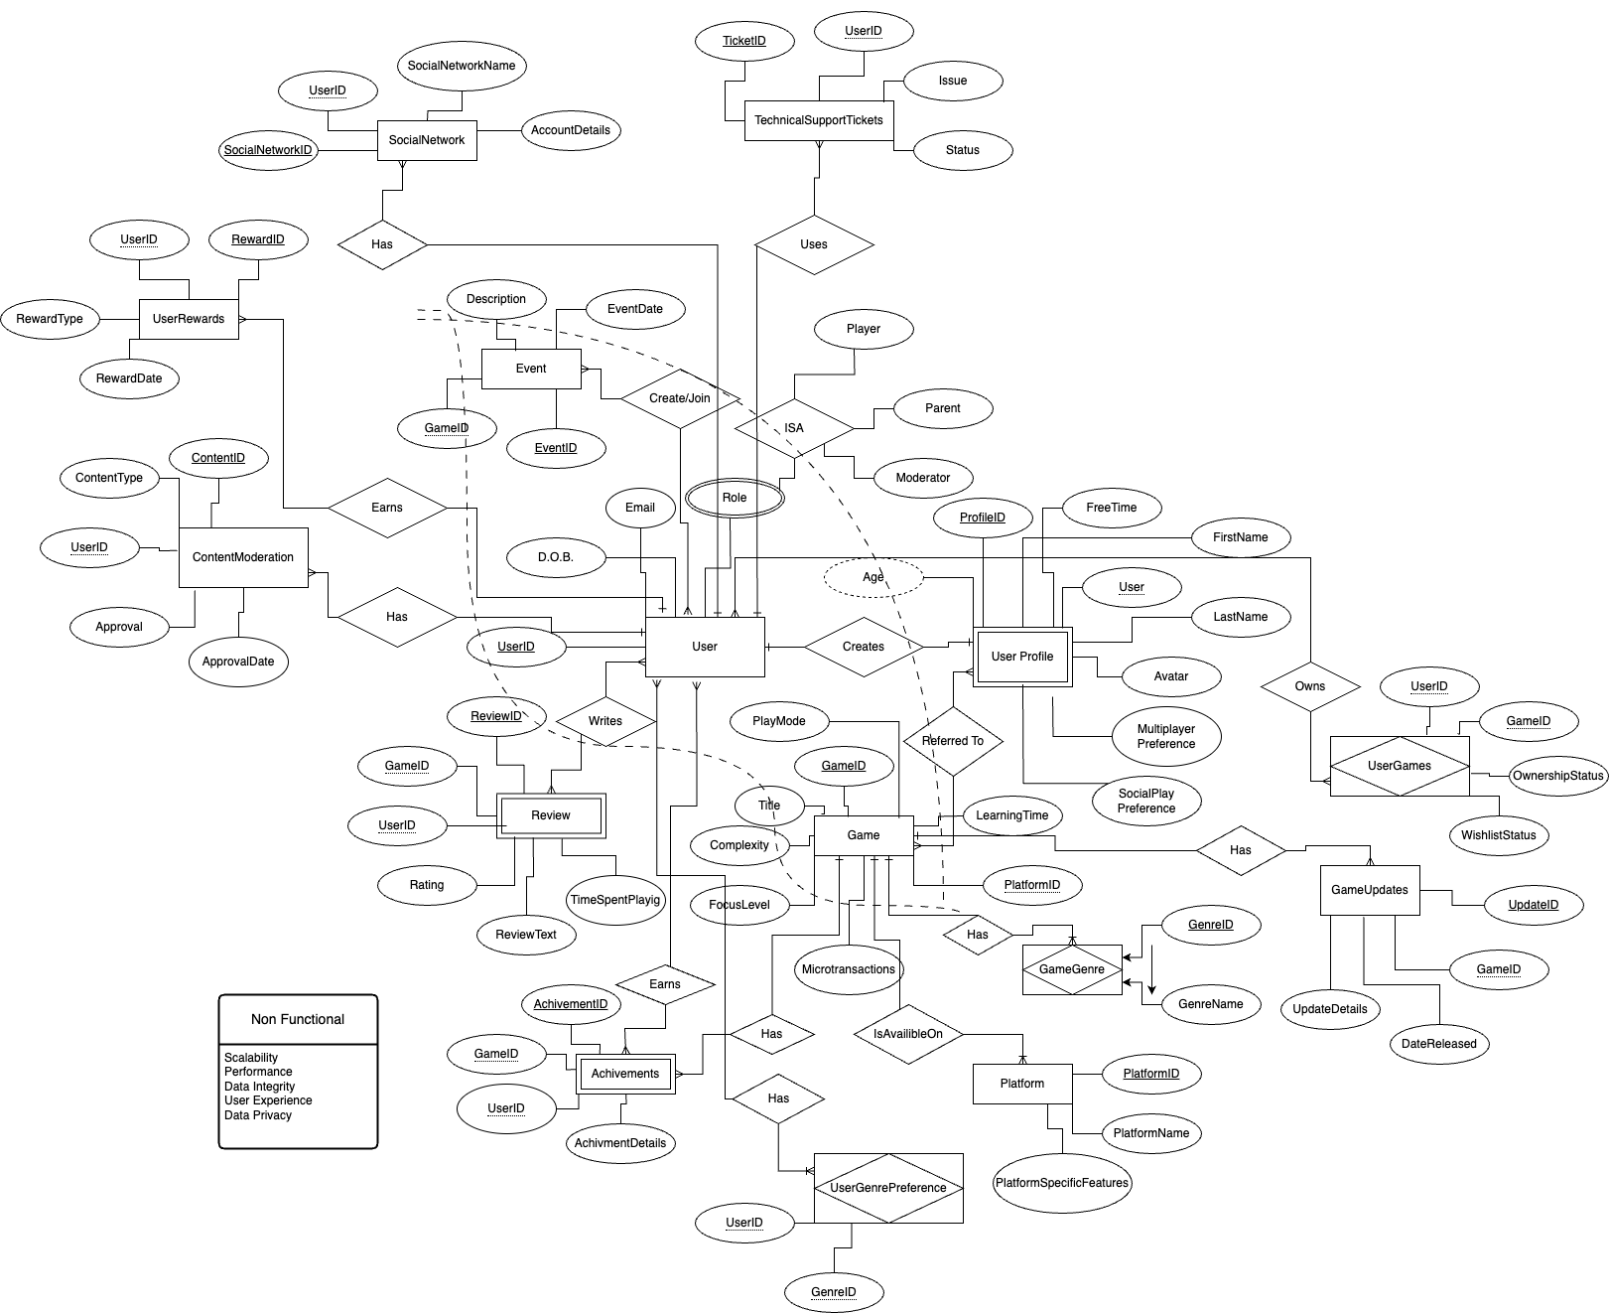 TicketID
UserID
SocialNetworkName
Issue
UserID
TechnicalSupportTickets
AccountDetails
SocialNetwork
SocialNetworkID
Status
UserID
RewardID
Has
Uses
Description
EventDate
RewardType
UserRewards
Player
Event
RewardDate
Create/Join
Parent
GameID
ISA
EventID
ContentID
ContentType
Moderator
Role
Earns
Email
ProfileID
FreeTime
FirstName
UserID
ContentModeration
D.O.B.
Age
User
Approval
Has
LastName
UserID
User
Creates
User Profile
ApprovalDate
Avatar
Owns
UserID
ReviewID
Writes
PlayMode
Referred To
Multiplayer
Preference
GameID
GameID
GameID
UserGames
OwnershipStatus
Title
SocialPlay
Preference
UserID
Review
LearningTime
Game
WishlistStatus
Complexity
Has
Rating
TimeSpentPlayig
FocusLevel
PlatformID
GameUpdates
UpdateID
ReviewText
Has
GenreID
Microtransactions
GameGenre
GameID
Earns
AchivementID
GenreName
UpdateDetails
Non Functional
Has
IsAvailibleOn
DateReleased
GameID
Scalability
Performance
Data Integrity
User Experience
Data Privacy
Achivements
Platform
PlatformID
UserID
Has
AchivmentDetails
PlatformName
UserGenrePreference
PlatformSpecificFeatures
UserID
GenreID